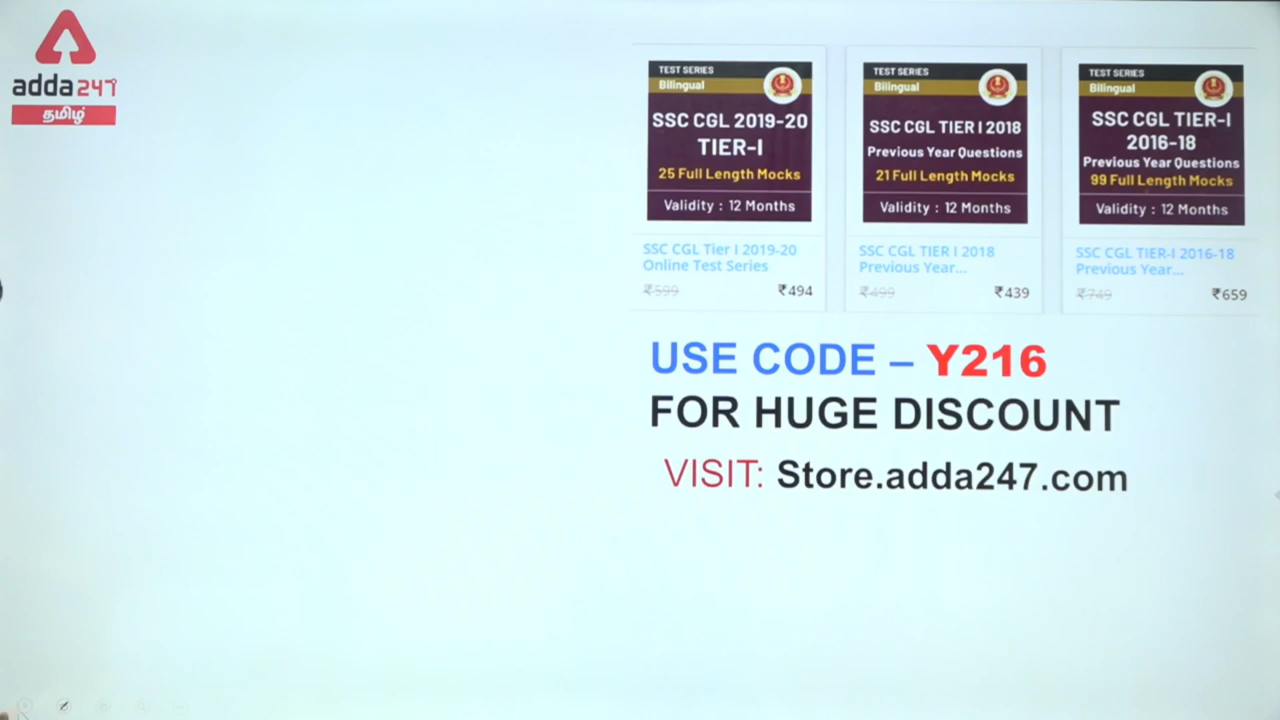 adda247
தமிழ்
TEST SERIES
Bilingual
SSC CGL 2019-20
TIER-I
25 Full Length Mocks
Validity : 12 Months
SSC CGL Tier I 2019-20
Online Test Series
₹599 ₹494
TEST SERIES
Bilingual
SSC CGL TIER I 2018
Previous Year Questions
21 Full Length Mocks
Validity : 12 Months
SSC CGL TIER I 2018
Previous Year...
₹499 ₹439
TEST SERIES
Bilingual
SSC CGL TIER-I
2016-18
Previous Year Questions
99 Full Length Mocks
Validity : 12 Months
SSC CGL TIER-I 2016-18
Previous Year...
₹749 ₹659
USE CODE – Y216
FOR HUGE DISCOUNT
VISIT: Store.adda247.com